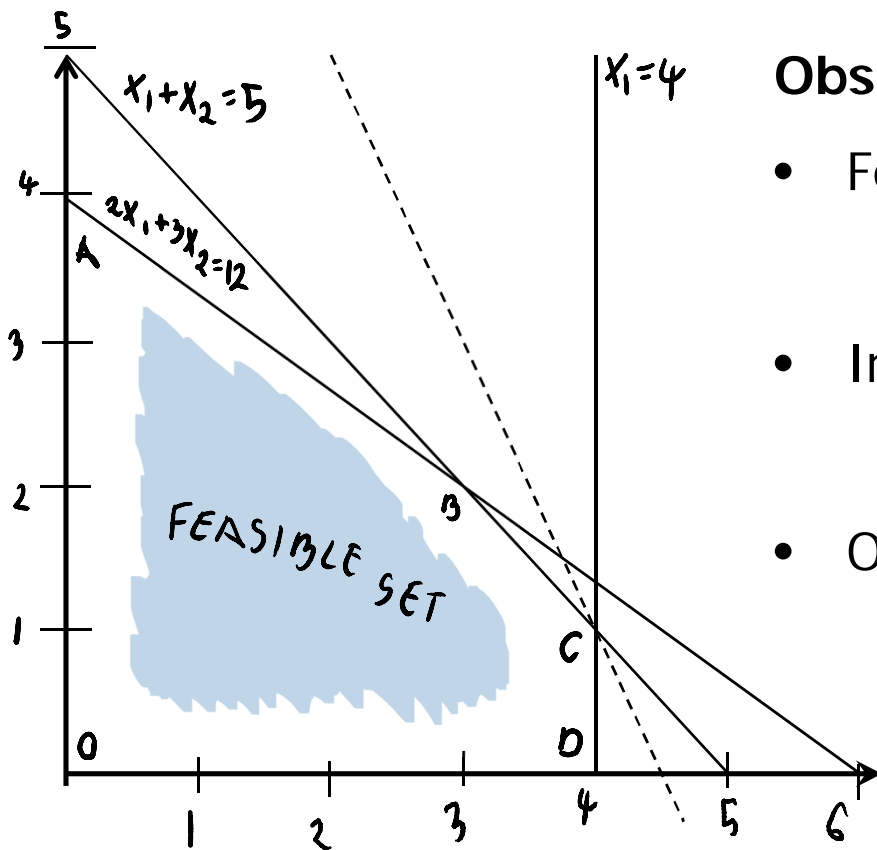 5
x₁+x₂=5
x₁=4
Obs
4
2x₁+3x₂=12
A
• F
3
• I
2
B
FEASIBLE SET
• O
1
C
O
D
1
2
3
4
5
6